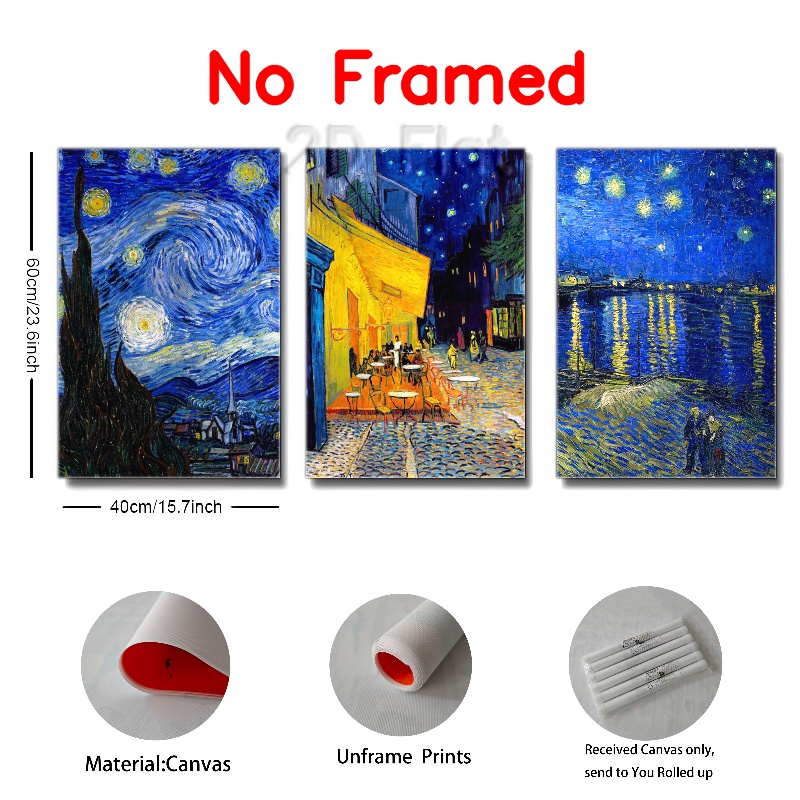 No Framed
2D Flat
60cm/23.6inch
40cm/15.7inch
Material:Canvas
Unframe Prints
Received Canvas only,
send to You Rolled up